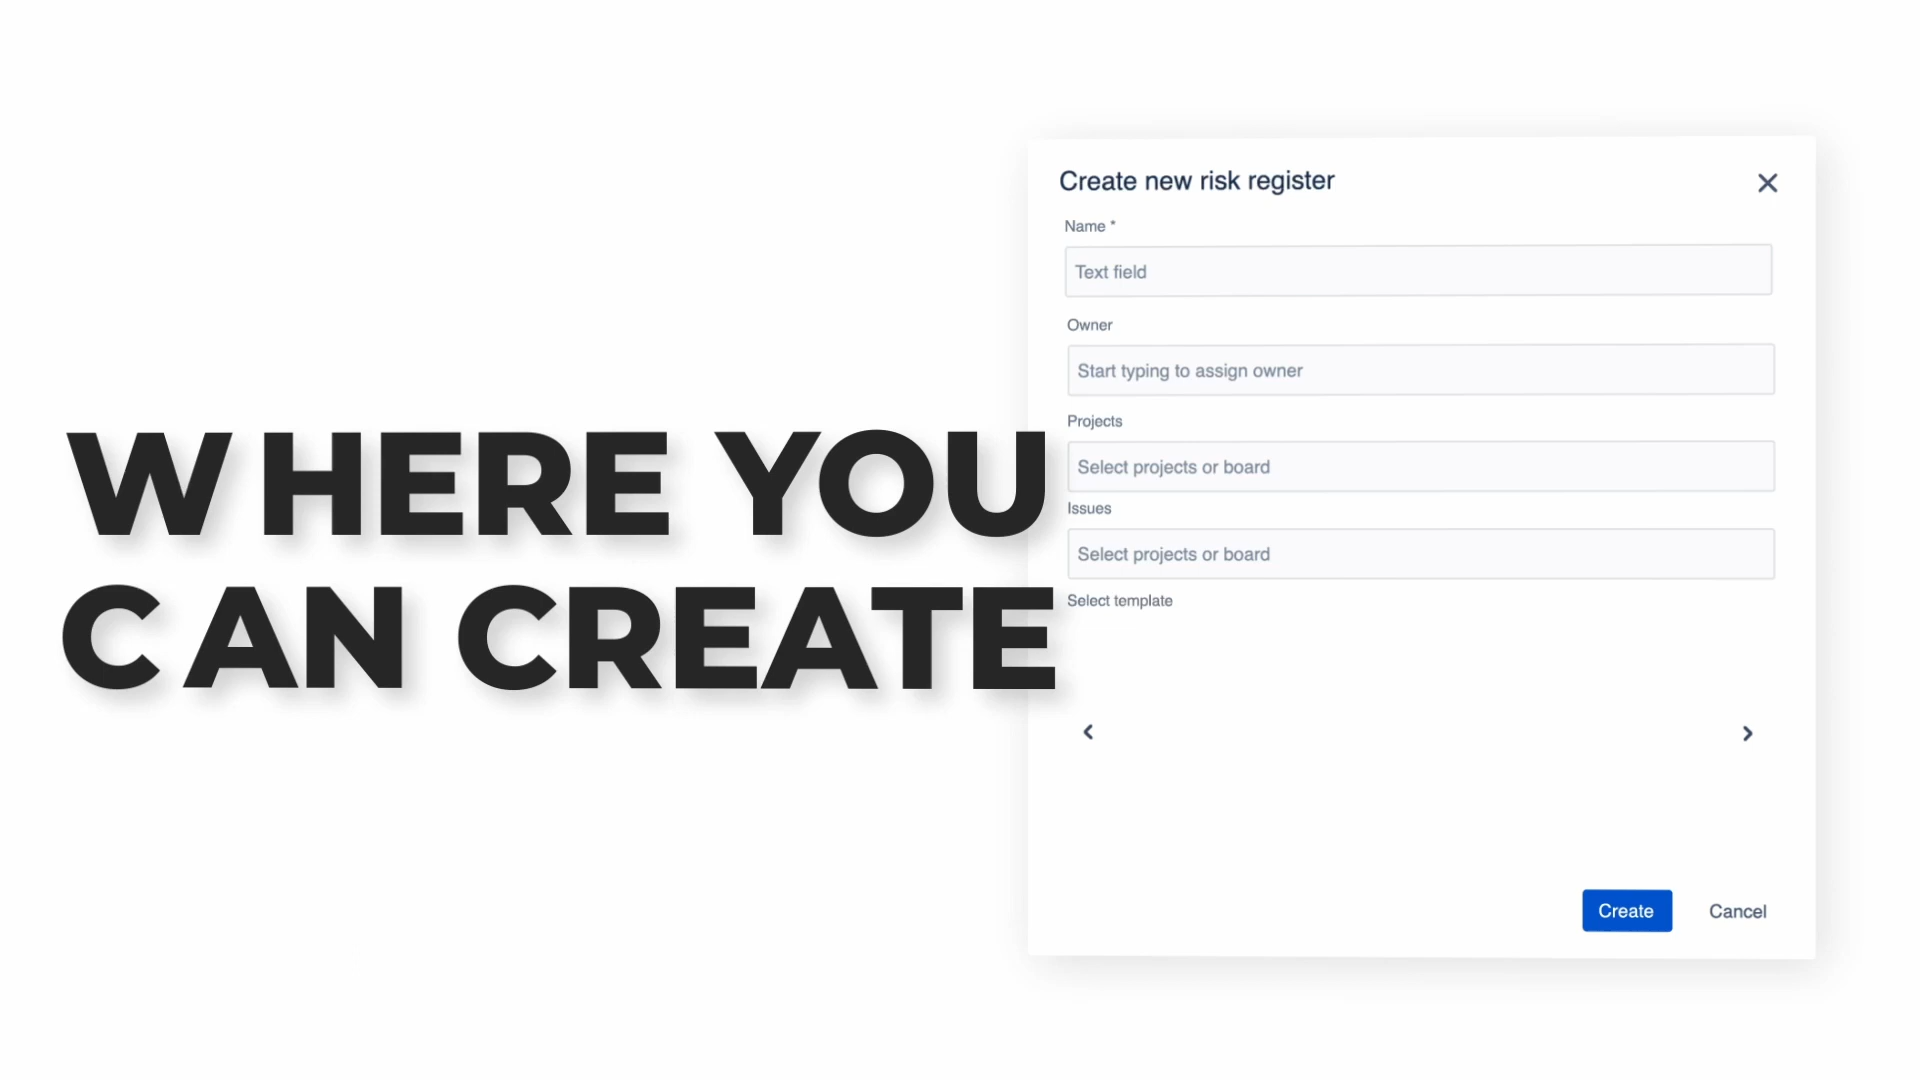 WHERE YOU
CAN CREATE
Create new risk register
Name *
Text field
Owner
Start typing to assign owner
Projects
Select projects or board
Issues
Select projects or board
Select template
Create
Cancel